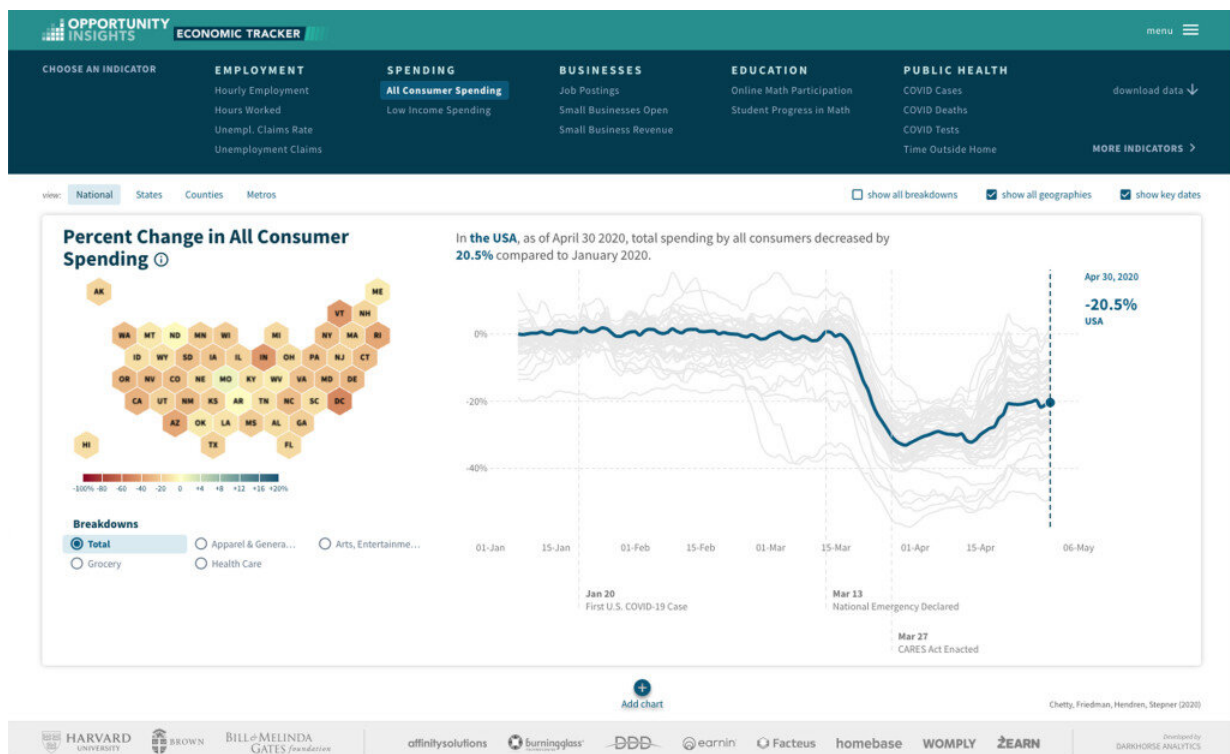 OPPORTUNITY
INSIGHTS
ECONOMIC TRACKER
menu
CHOOSE AN INDICATOR
EMPLOYMENT
Hourly Employment
Hours Worked
Unempl. Claims Rate
Unemployment Claims
SPENDING
All Consumer Spending
Low Income Spending
BUSINESSES
Job Postings
Small Businesses Open
Small Business Revenue
EDUCATION
Online Math Participation
Student Progress in Math
PUBLIC HEALTH
COVID Cases
COVID Deaths
COVID Tests
Time Outside Home
download data
MORE INDICATORS >
view: National States Counties Metros
show all breakdowns show all geographies show key dates
Percent Change in All Consumer
Spending
AK ME
VT NH
WA MT ND MN WI MI NY MA RI
ID WY SD IA IL IN OH PA NJ CT
OR NV CO NE MO KY WV VA MD DE
CA UT NM KS AR TN NC SC DC
AZ OK LA MS AL GA
HI TX FL
-100% -80 -60 -40 -20 0 +4 +8 +12 +16 +20%
Breakdowns
Total Apparel & Genera... Arts, Entertainme...
Grocery Health Care
In the USA, as of April 30 2020, total spending by all consumers decreased by
20.5% compared to January 2020.
Apr 30, 2020
-20.5%
USA
0%
-20%
-40%
01-Jan 15-Jan 01-Feb 15-Feb 01-Mar 15-Mar 01-Apr 15-Apr 06-May
Jan 20
First U.S. COVID-19 Case
Mar 13
National Emergency Declared
Mar 27
CARES Act Enacted
Add chart
Chetty, Friedman, Hendren, Stepner (2020)
HARVARD
UNIVERSITY
BROWN
BILL & MELINDA
GATES foundation
affinitysolutions
burningglass
DDD
earnin
Facteus
homebase
WOMPLY
ZEARN
Developed by
DARKHORSE ANALYTICS